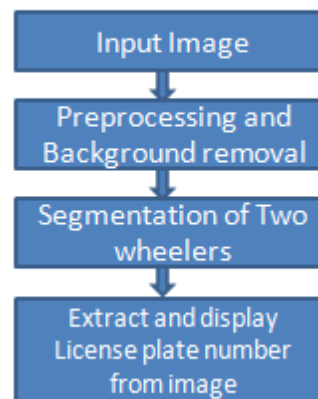 Input Image
Preprocessing and
Background removal
Segmentation of Two
wheelers
Extract and display
License plate number
from image